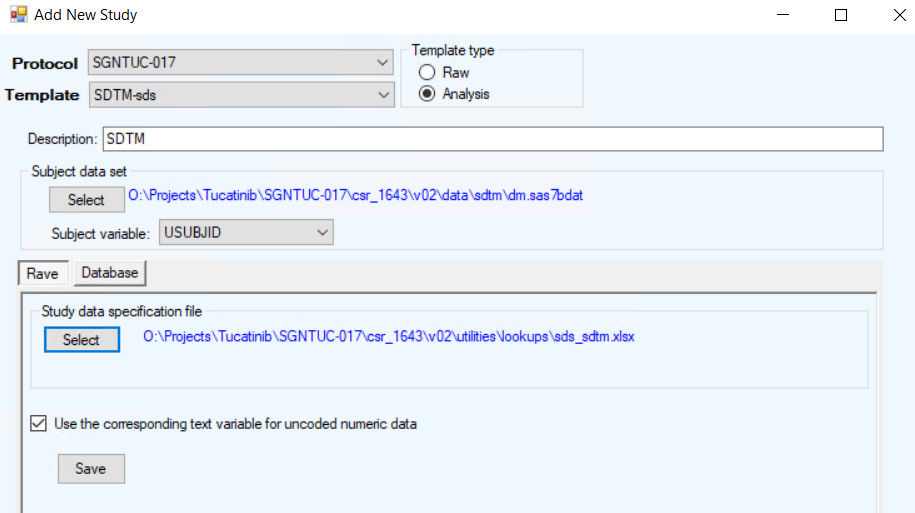 Add New Study
Protocol SGNTUC-017
Template SDTM-sds
Template type
Raw
Analysis
Description: SDTM
Subject data set
Select O:\Projects\Tucatinib\SGNTUC-017\csr_1643\v02\data\sdtm\dm.sas7bdat
Subject variable: USUBJID
Rave Database
Study data specification file
Select O:\Projects\Tucatinib\SGNTUC-017\csr_1643\v02\utilities\lookups\sds_sdtm.xlsx
Use the corresponding text variable for uncoded numeric data
Save